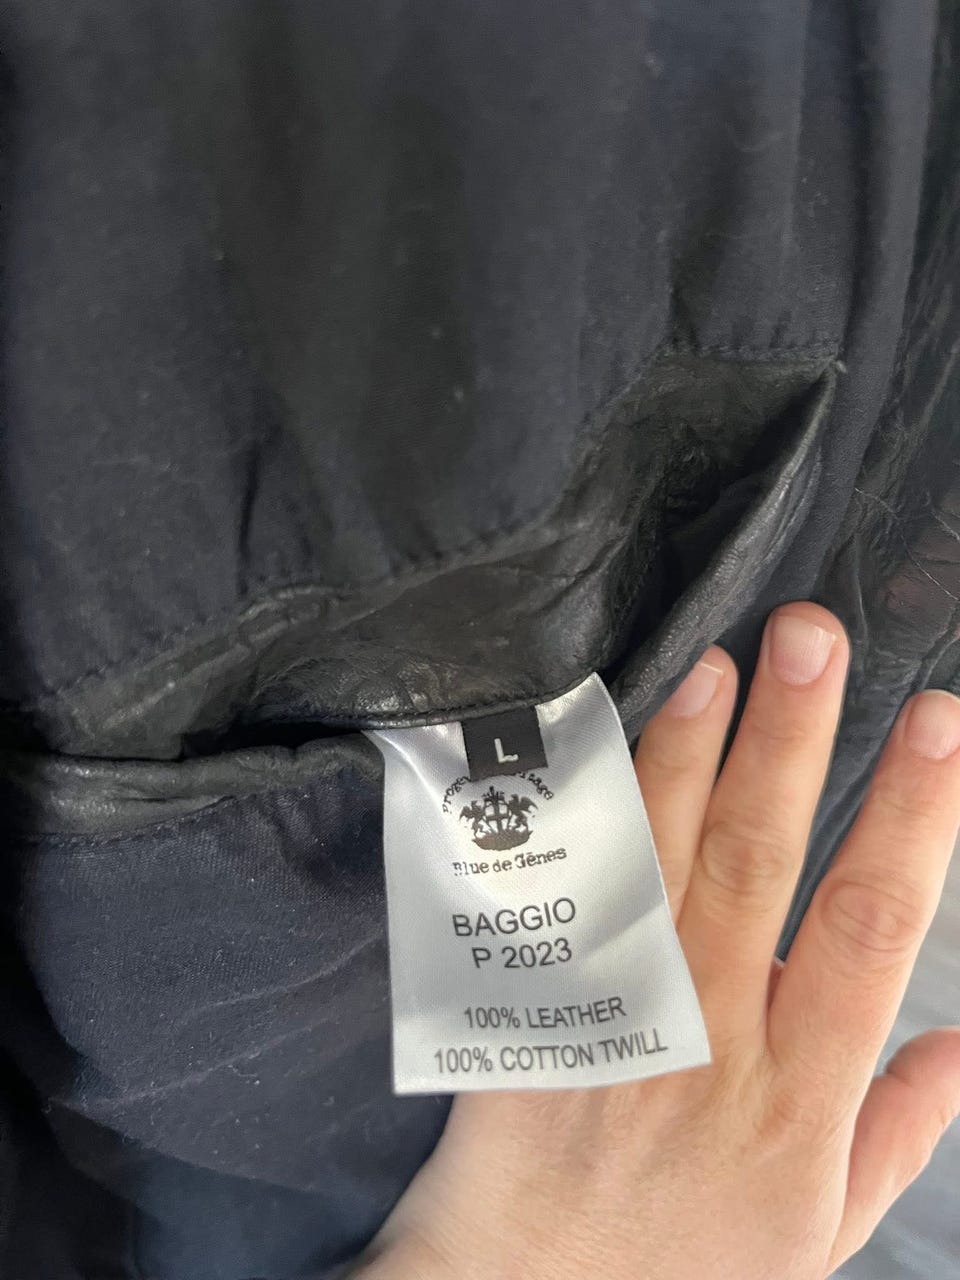 L
Blue de Gênes
BAGGIO
P 2023
100% LEATHER
100% COTTON TWILL